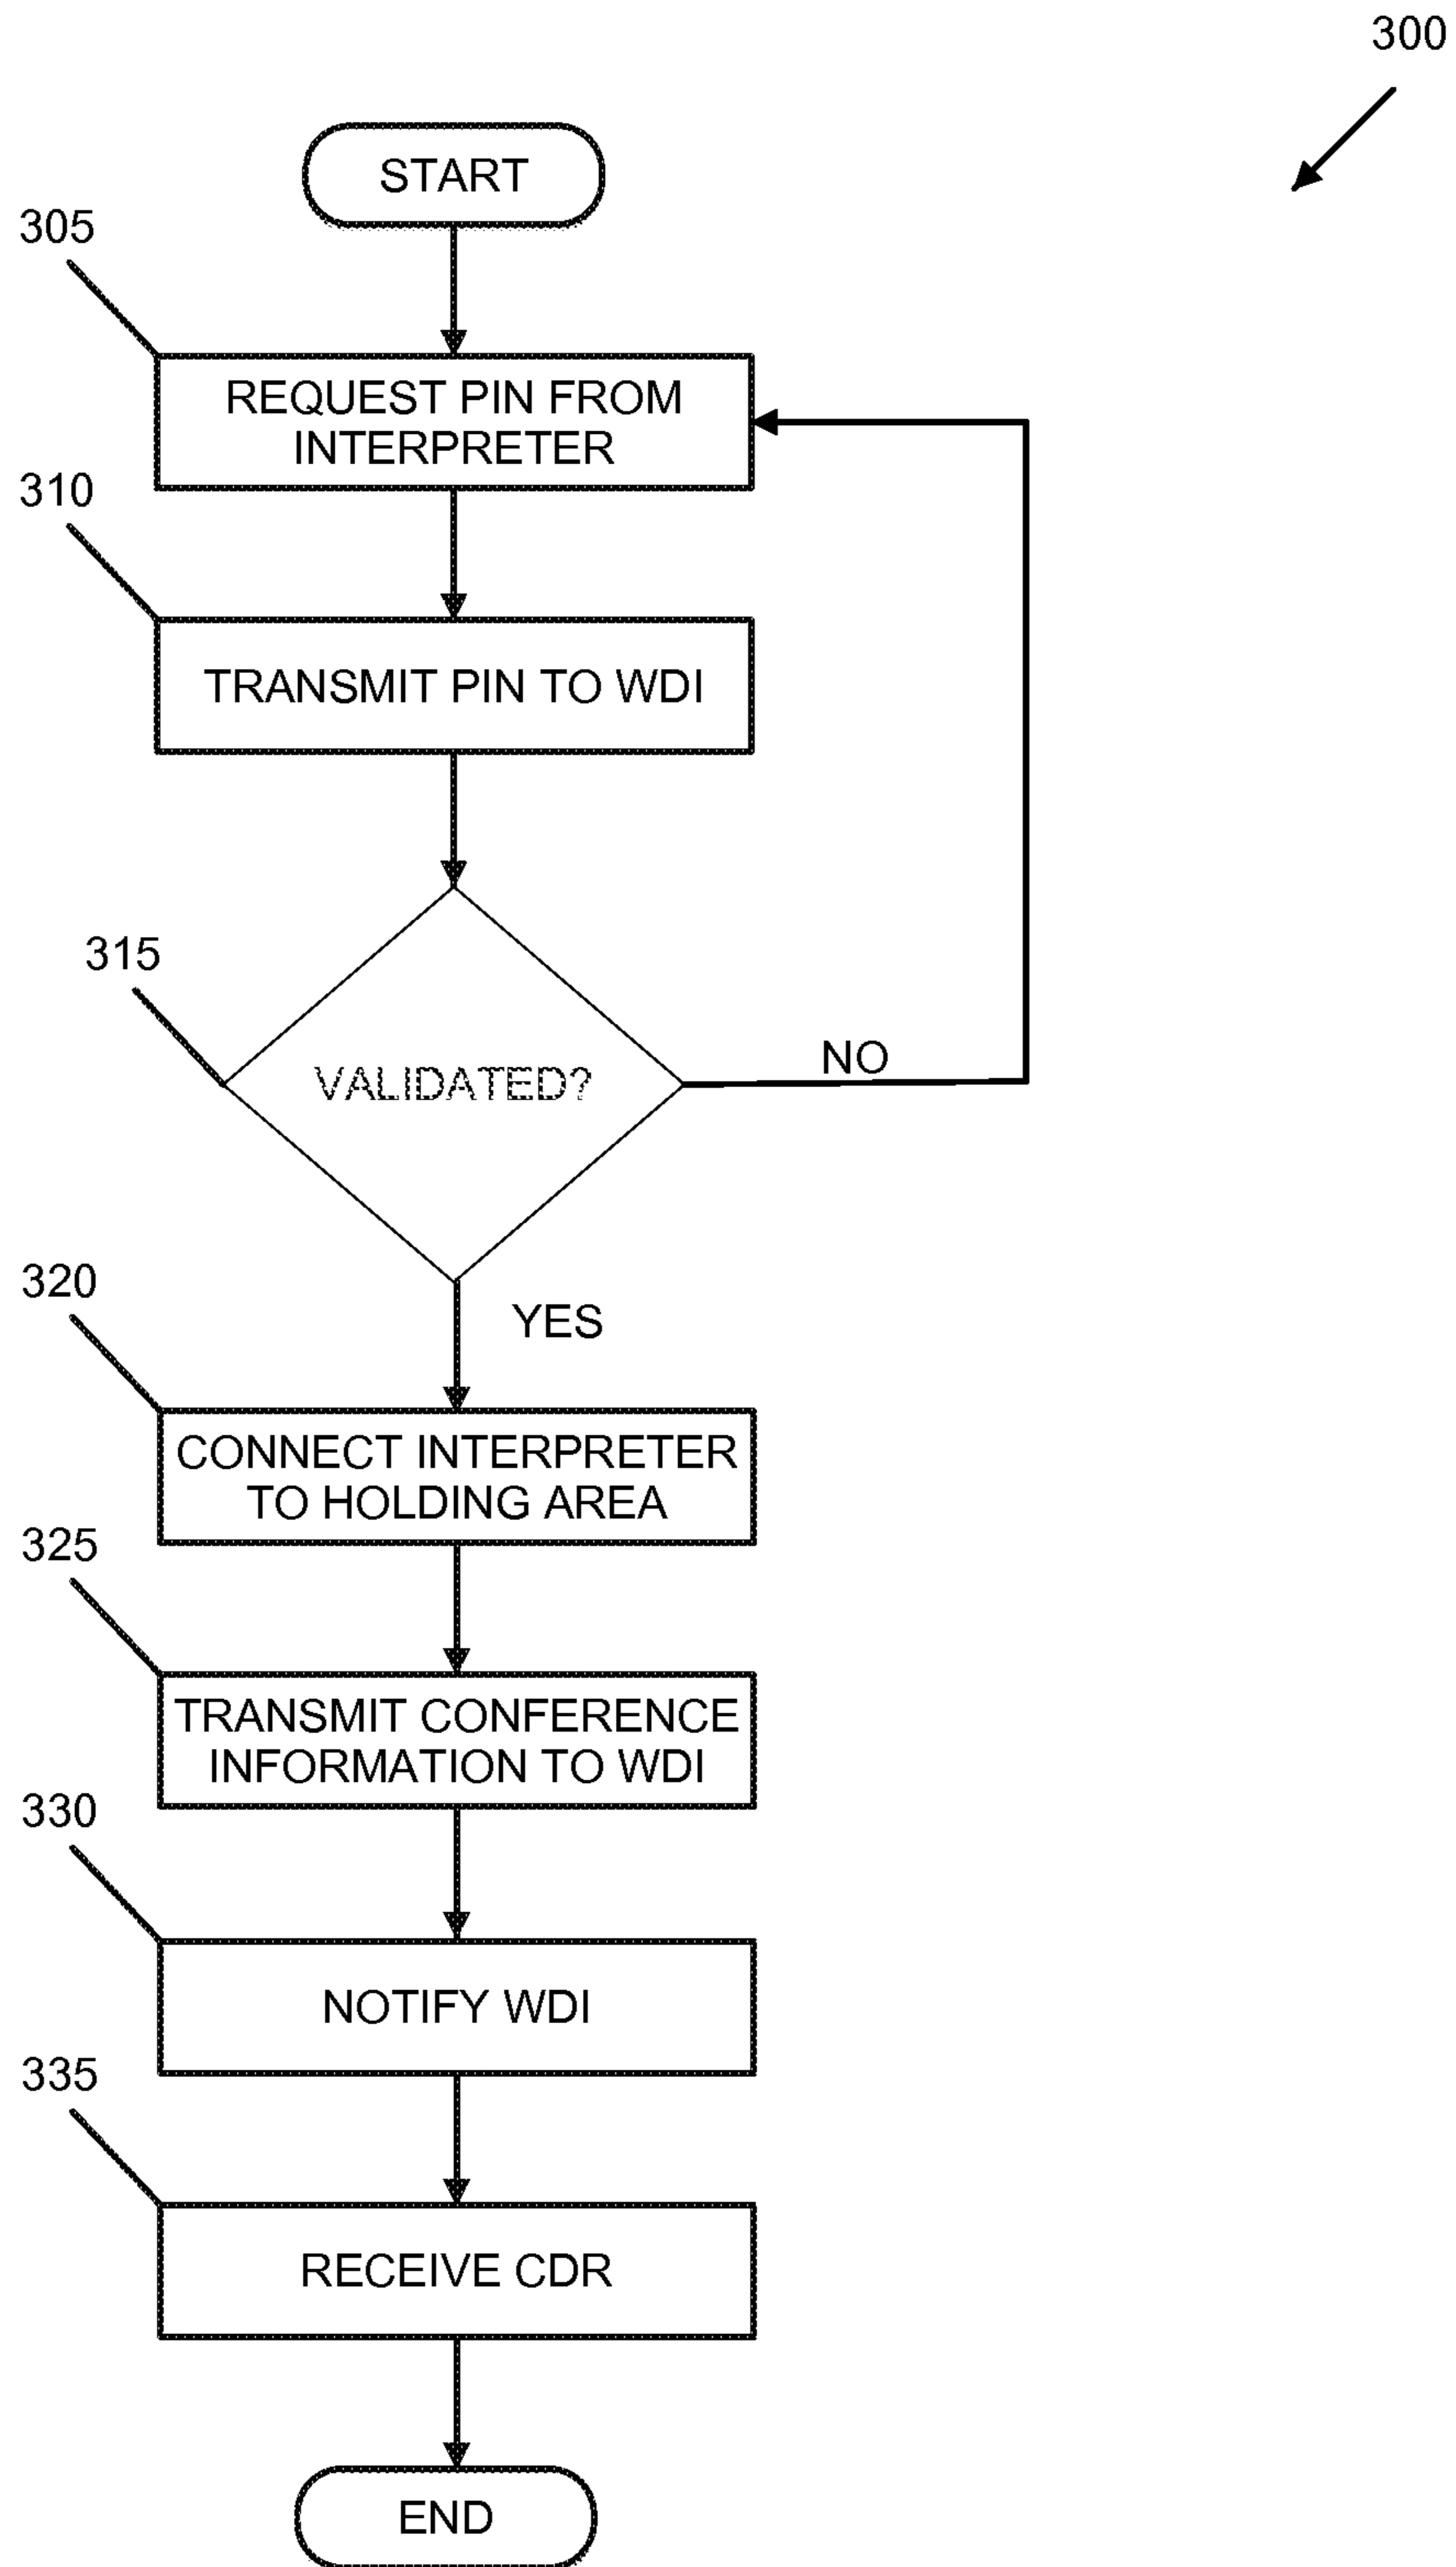 300
START
305
REQUEST PIN FROM
INTERPRETER
310
TRANSMIT PIN TO WDI
315
VALIDATED?
NO
320
YES
CONNECT INTERPRETER
TO HOLDING AREA
325
TRANSMIT CONFERENCE
INFORMATION TO WDI
330
NOTIFY WDI
335
RECEIVE CDR
END